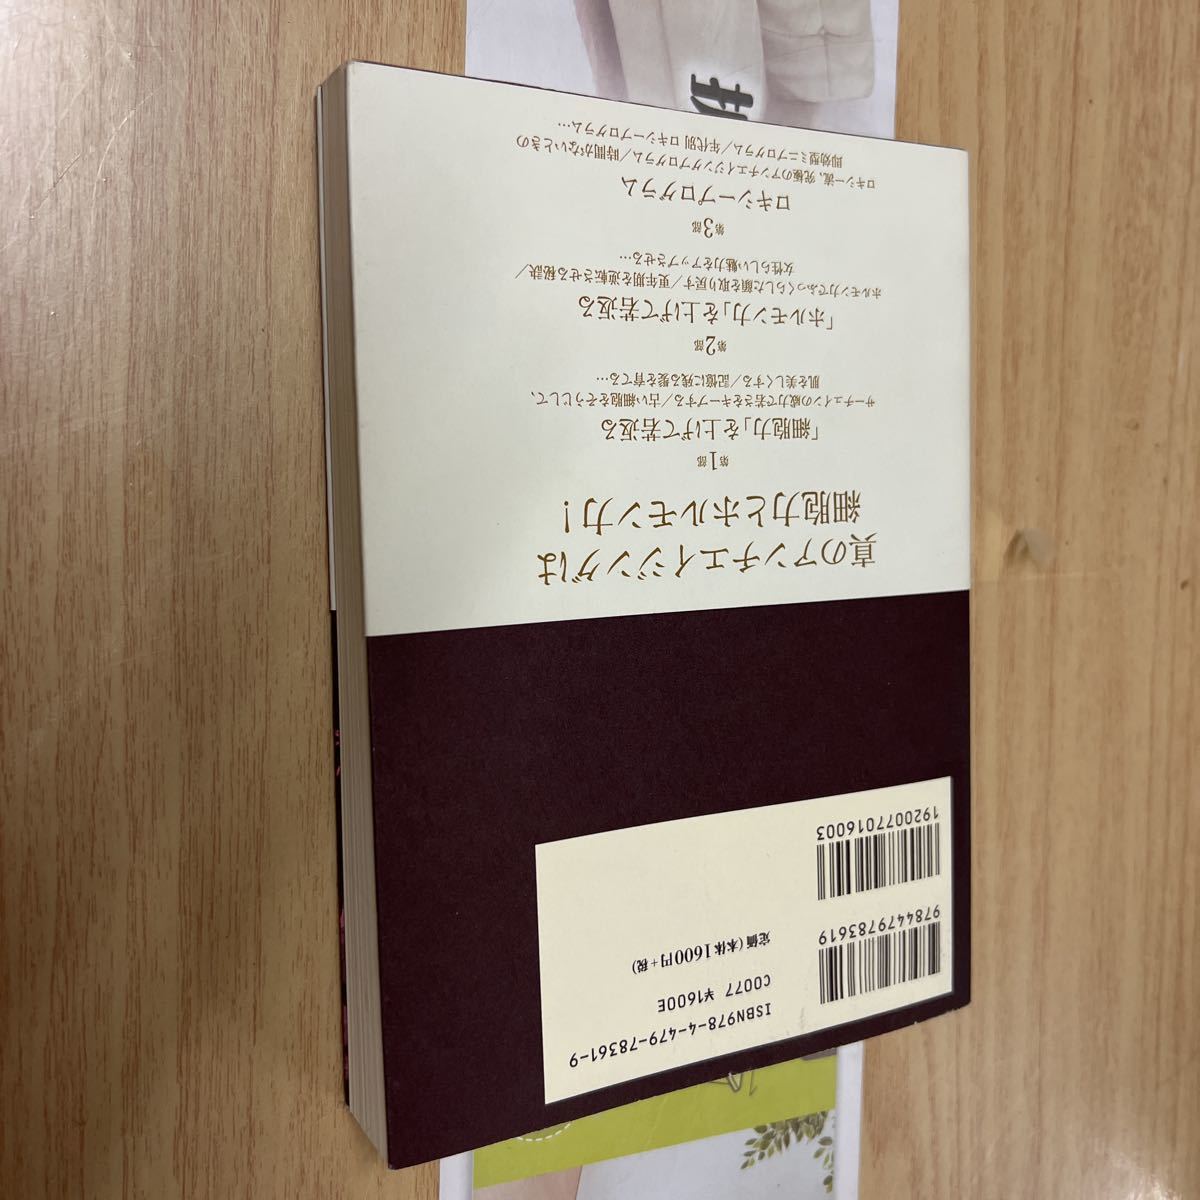 真のアンチエイジングは
細胞力とホルモン力!
第1部
「細胞力」を上げて若返る
サーチュインの威力で若さをキープする/古い細胞をそうじして、
肌を美しくする/記憶に残る髪を育てる…
第2部
「ホルモン力」を上げて若返る
ホルモン力でふっくらした顔を取り戻す/更年期を逆転させる秘訣/
女性らしい魅力をアップさせる…
第3部
ロキシープログラム
ロキシー流、究極のアンチエイジングプログラム/時間がないときの
即効型ミニプログラム/年代別 ロキシープログラム…
9784479783619
1920077016003
ISBN978-4-479-78361-9
C0077 ¥1600E
定価(本体1600円+税)